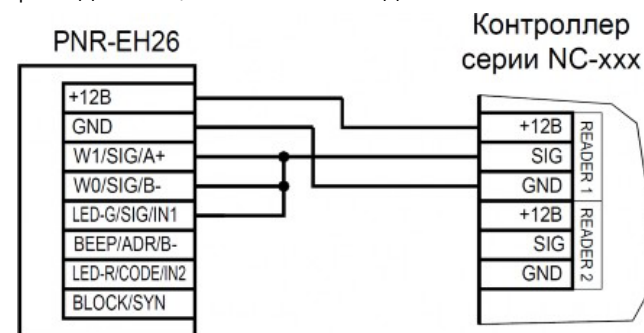 Контроллер
серии NC-xxx
PNR-EH26
+12В
GND
W1/SIG/A+
W0/SIG/B-
LED-G/SIG/IN1
BEEP/ADR/B-
LED-R/CODE/IN2
BLOCK/SYN
+12В
SIG
GND
READER 1
+12В
SIG
GND
READER 2